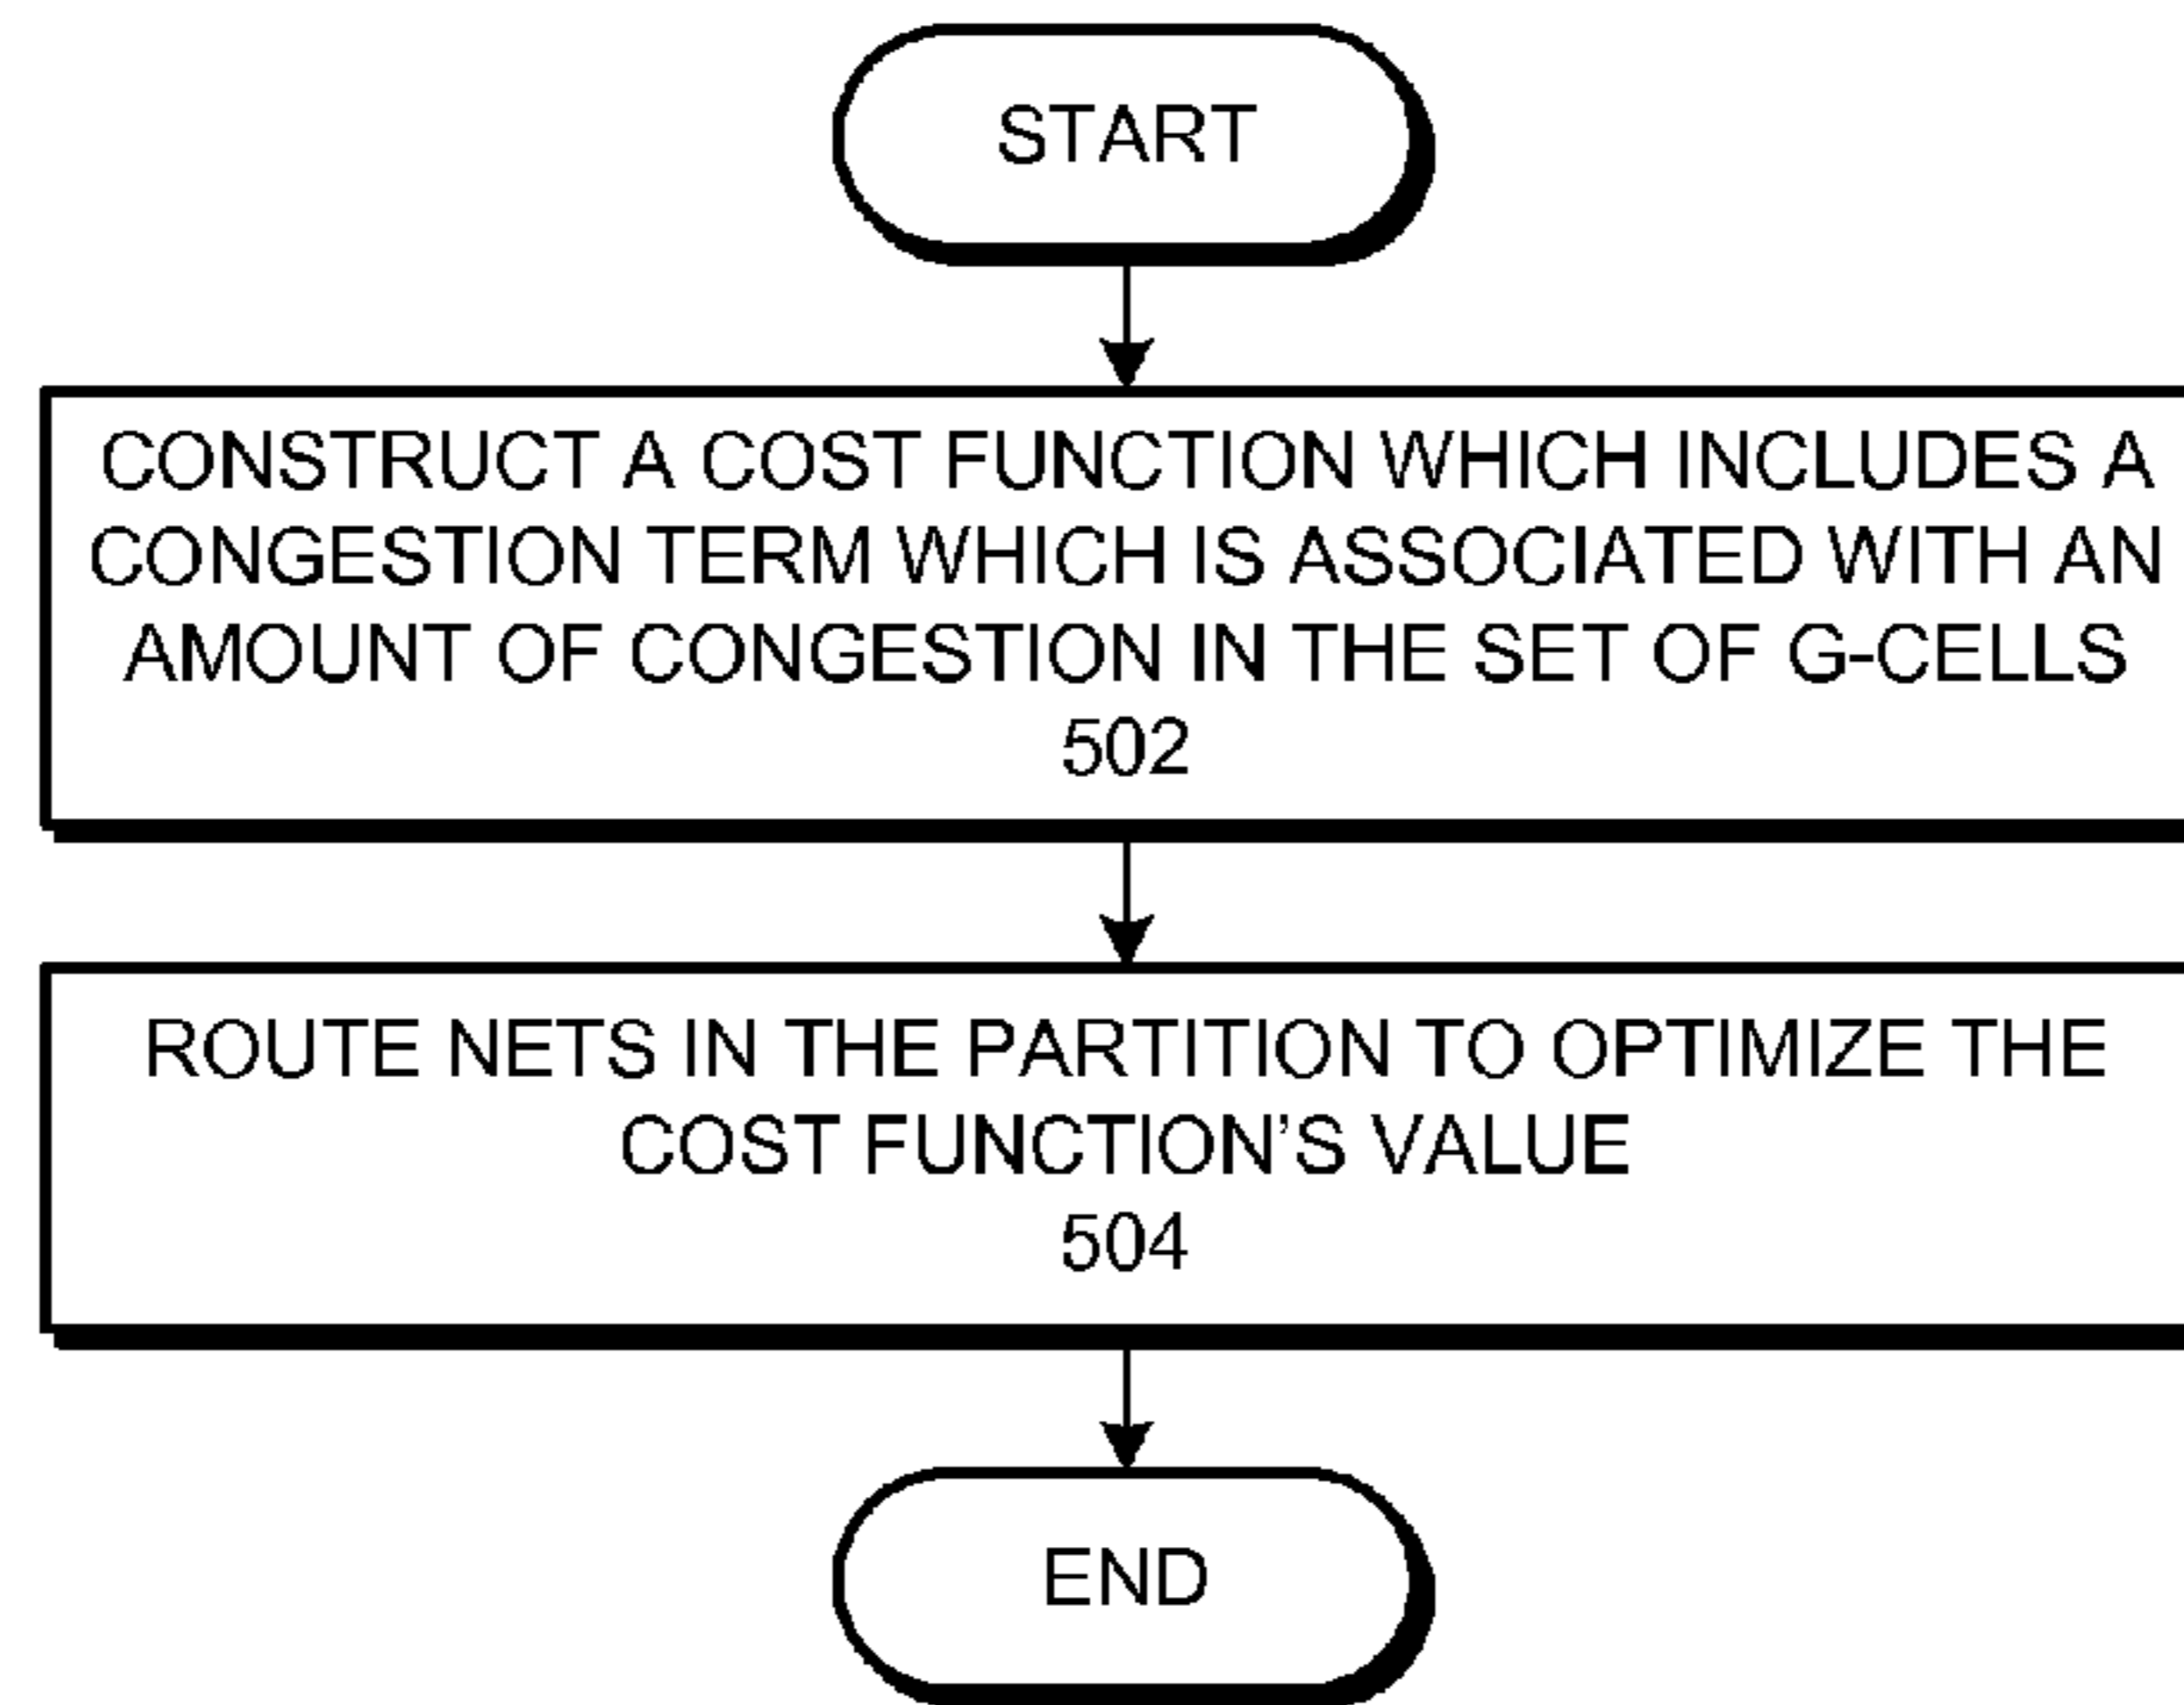 START
CONSTRUCT A COST FUNCTION WHICH INCLUDES A
CONGESTION TERM WHICH IS ASSOCIATED WITH AN
AMOUNT OF CONGESTION IN THE SET OF G-CELLS
502
ROUTE NETS IN THE PARTITION TO OPTIMIZE THE
COST FUNCTION'S VALUE
504
END